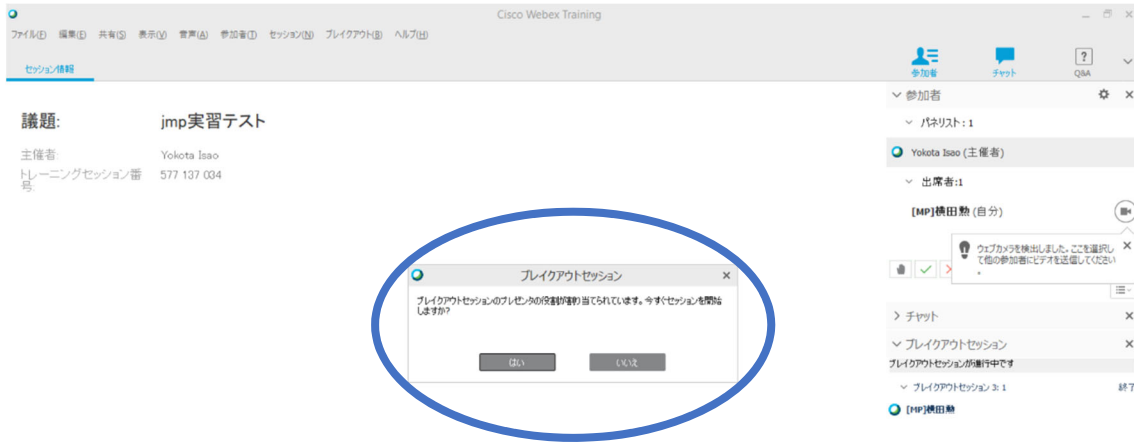 Cisco Webex Training
ファイル(F) 編集(E) 共有(S) 表示(V) 音声(A) 参加者(T) セッション(N) ブレイクアウト(B) ヘルプ(H)
参加者 チャット Q&A
セッション情報
議題: jmp実習テスト
主催者: Yokota Isao
トレーニングセッション番
号:
577 137 034
参加者
パネリスト: 1
Yokota Isao (主催者)
出席者:1
[MP]横田勲 (自分)
ウェブカメラを検出しました。ここを選択し
て他の参加者にビデオを送信してください
。
チャット
ブレイクアウトセッション
ブレイクアウトセッションが進行中です
ブレイクアウトセッション 3: 1 終了
[MP]横田勲
ブレイクアウトセッション
ブレイクアウトセッションのプレゼンタの役割が割り当てられています。今すぐセッションを開始
しますか?
はい いいえ